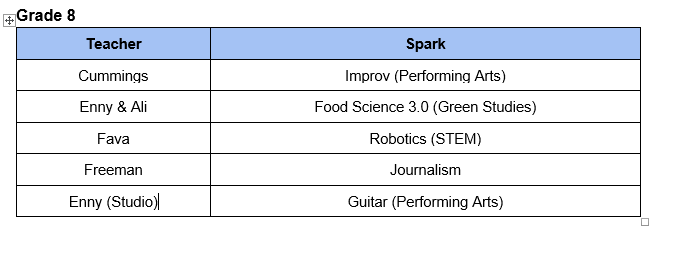 Grade 8
Teacher Spark
Cummings Improv (Performing Arts)
Enny & Ali Food Science 3.0 (Green Studies)
Fava Robotics (STEM)
Freeman Journalism
Enny (Studio) Guitar (Performing Arts)